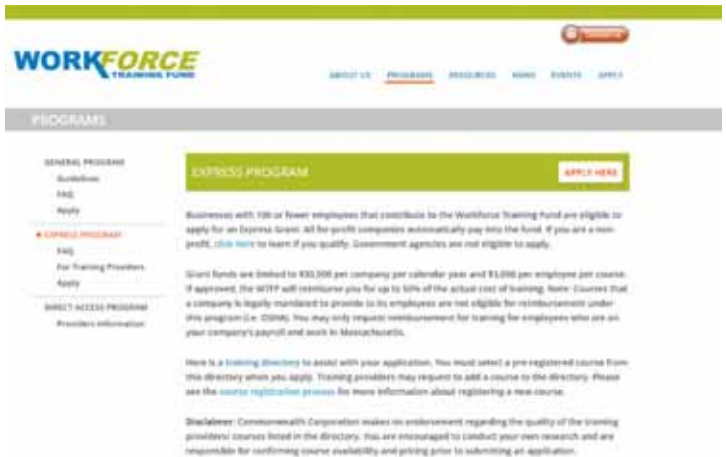 WORKFORCE
TRAINING FUND
ABOUT US PROGRAMS RESOURCES NEWS EVENTS APPLY
PROGRAMS
GENERAL PROGRAM
Guidelines
FAQ
Apply
EXPRESS PROGRAM
FAQ
For Training Providers
Apply
DIRECT ACCESS PROGRAM
Providers Information
EXPRESS PROGRAM
APPLY HERE
Businesses with 100 or fewer employees that contribute to the Workforce Training Fund are eligible to
apply for an Express Grant. All for-profit companies automatically pay into the fund. If you are a non-
profit, click here to learn if you qualify. Government agencies are not eligible to apply.
Grant funds are limited to $30,000 per company per calendar year and $3,000 per employee per course.
If approved, the WTFP will reimburse you for up to 50% of the actual cost of training. Note: Courses that
a company is legally mandated to provide to its employees are not eligible for reimbursement under
this program (i.e. OSHA). You may only request reimbursement for training for employees who are on
your company's payroll and work in Massachusetts.
Here is a training directory to assist with your application. You must select a pre-registered course from
this directory when you apply. Training providers may request to add a course to the directory. Please
see the course registration process for more information about registering a new course.
Disclaimer: Commonwealth Corporation makes no endorsement regarding the quality of the training
providers/ courses listed in the directory. You are encouraged to conduct your own research and are
responsible for confirming course availability and pricing prior to submitting an application.